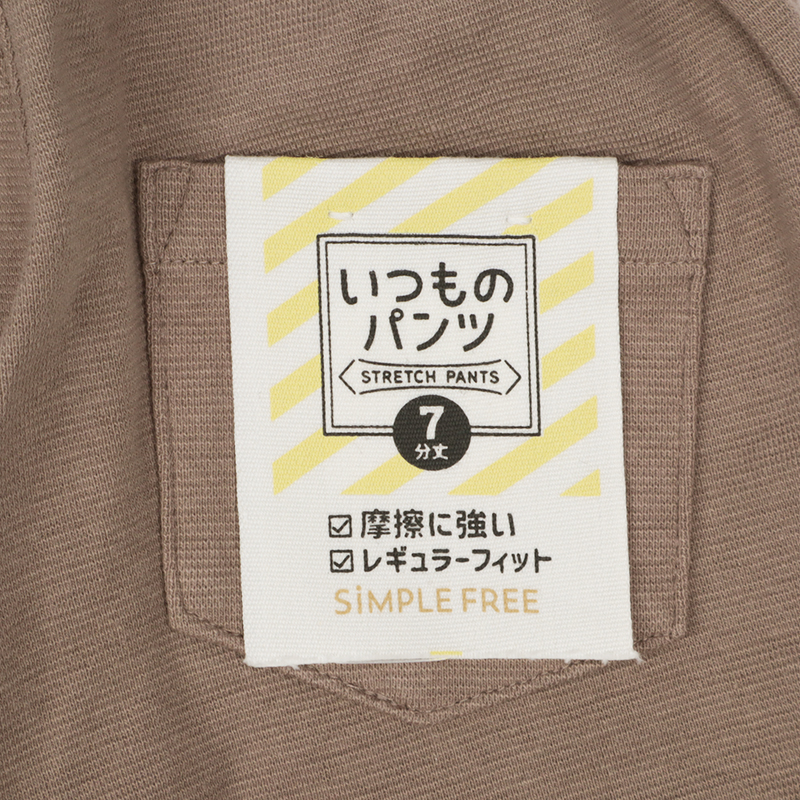 いつもの
パンツ
STRETCH PANTS
7
分丈
☑摩擦に強い
☑レギュラーフィット
SiMPLE FREE